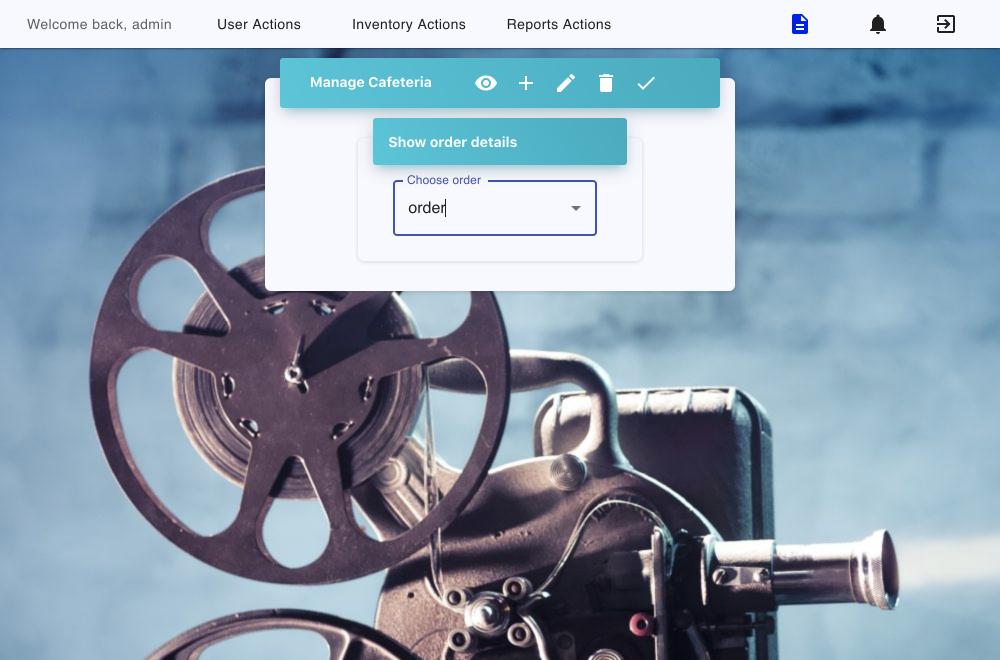 Welcome back, admin
User Actions
Inventory Actions
Reports Actions
Manage Cafeteria
Show order details
Choose order
order